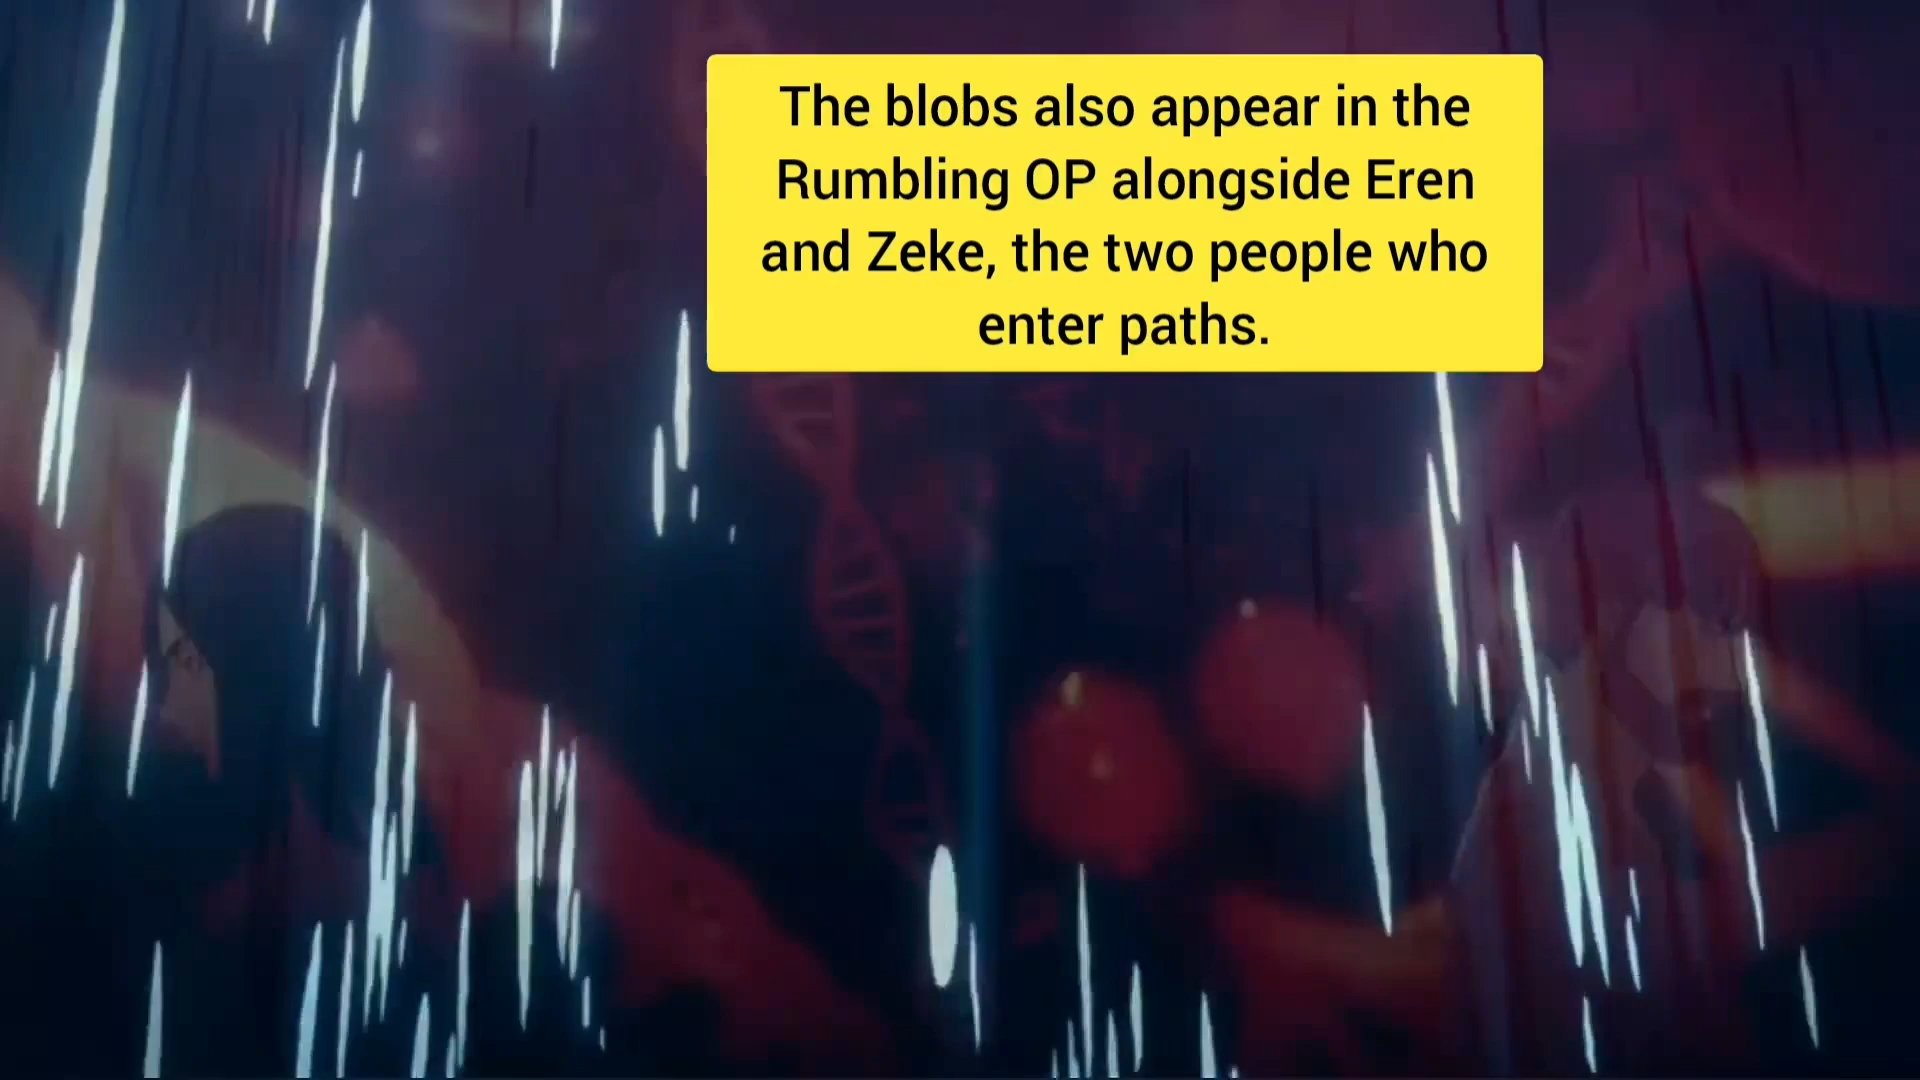 The blobs also appear in the
Rumbling OP alongside Eren
and Zeke, the two people who
enter paths.